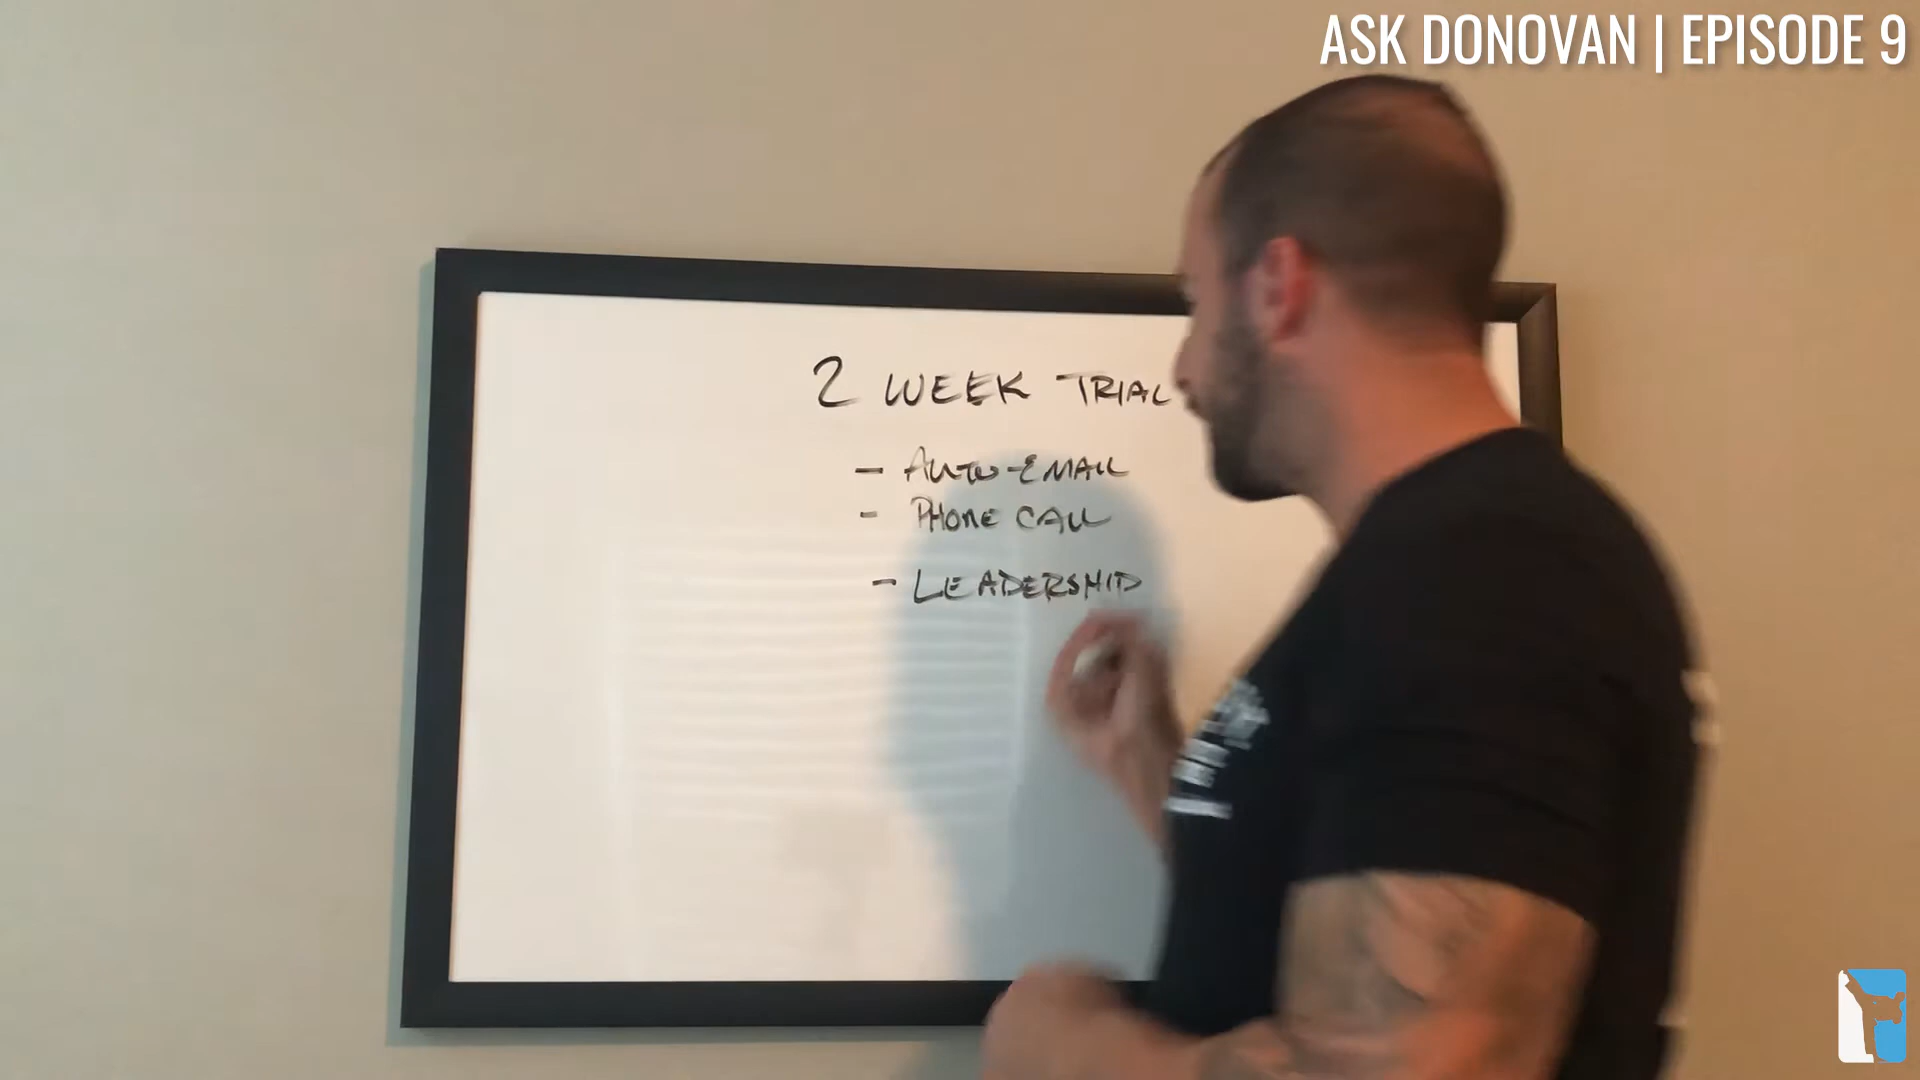 ASK DONOVAN | EPISODE 9
2 WEEK TRIAL
- AUTO-EMAIL
- PHONE CALL
- LEADERSHIP